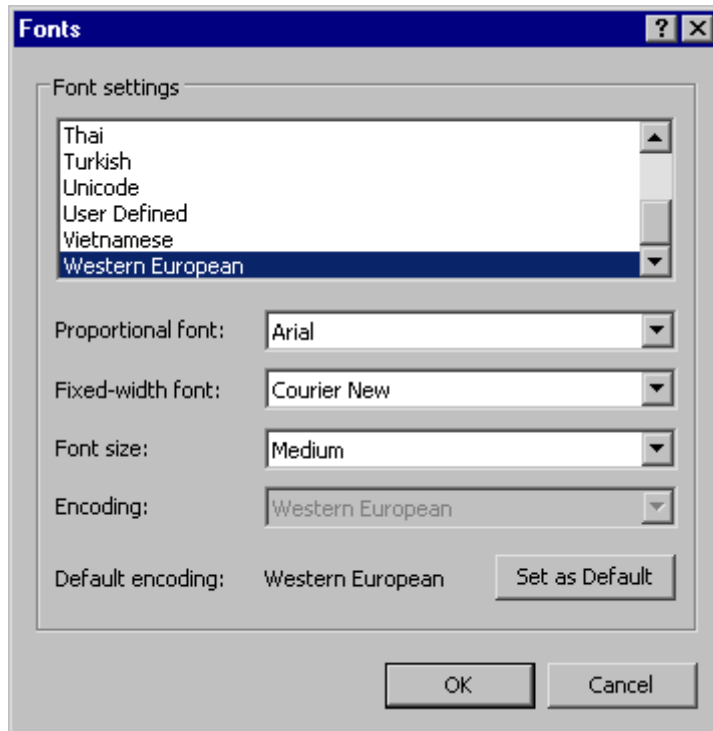 Fonts
Font settings
Thai
Turkish
Unicode
User Defined
Vietnamese
Western European
Proportional font: Arial
Fixed-width font: Courier New
Font size: Medium
Encoding: Western European
Default encoding: Western European Set as Default
OK Cancel